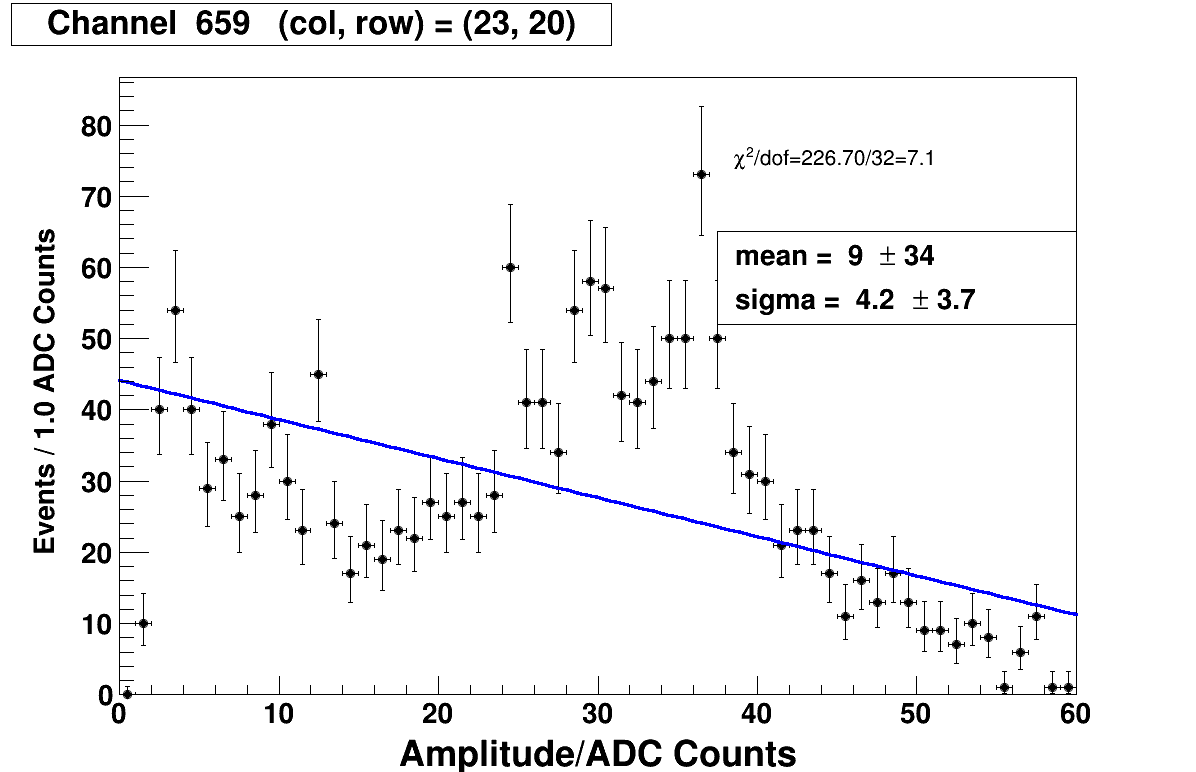 Channel 659 (col, row) = (23, 20)
Events / 1.0 ADC Counts
80
70
60
50
40
30
20
10
0
χ²/dof=226.70/32=7.1
mean = 9 ± 34
sigma = 4.2 ± 3.7
0 10 20 30 40 50 60
Amplitude/ADC Counts